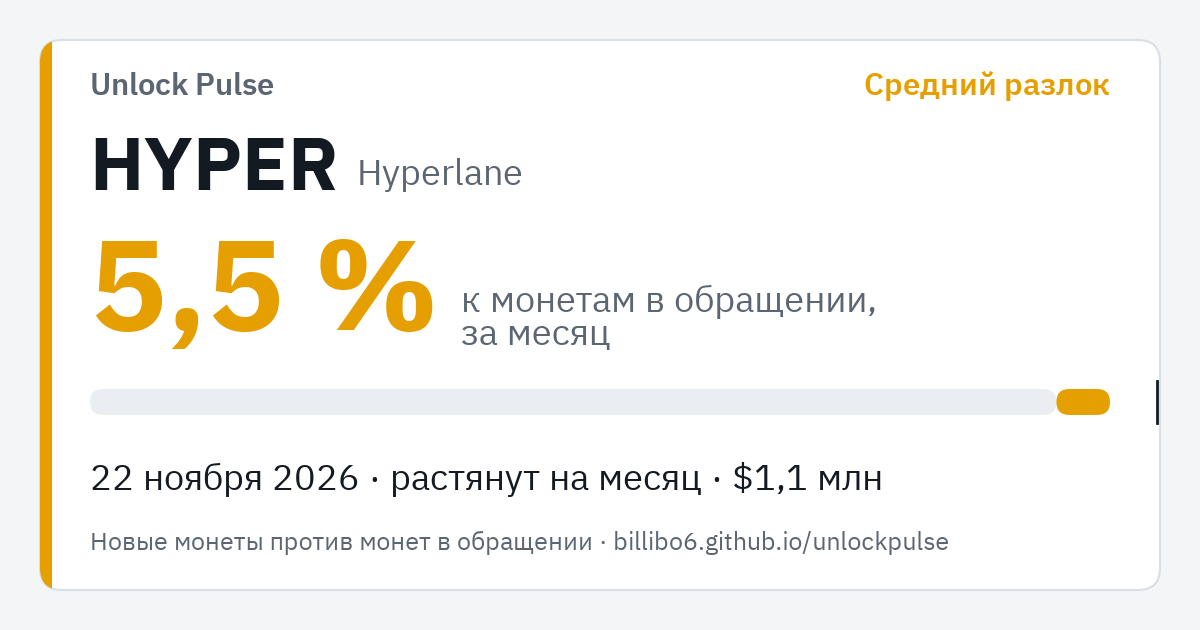 Unlock Pulse
Средний разлок
HYPER Hyperlane
5,5 % к монетам в обращении,
за месяц
22 ноября 2026 · растянут на месяц · $1,1 млн
Новые монеты против монет в обращении · billibo6.github.io/unlockpulse